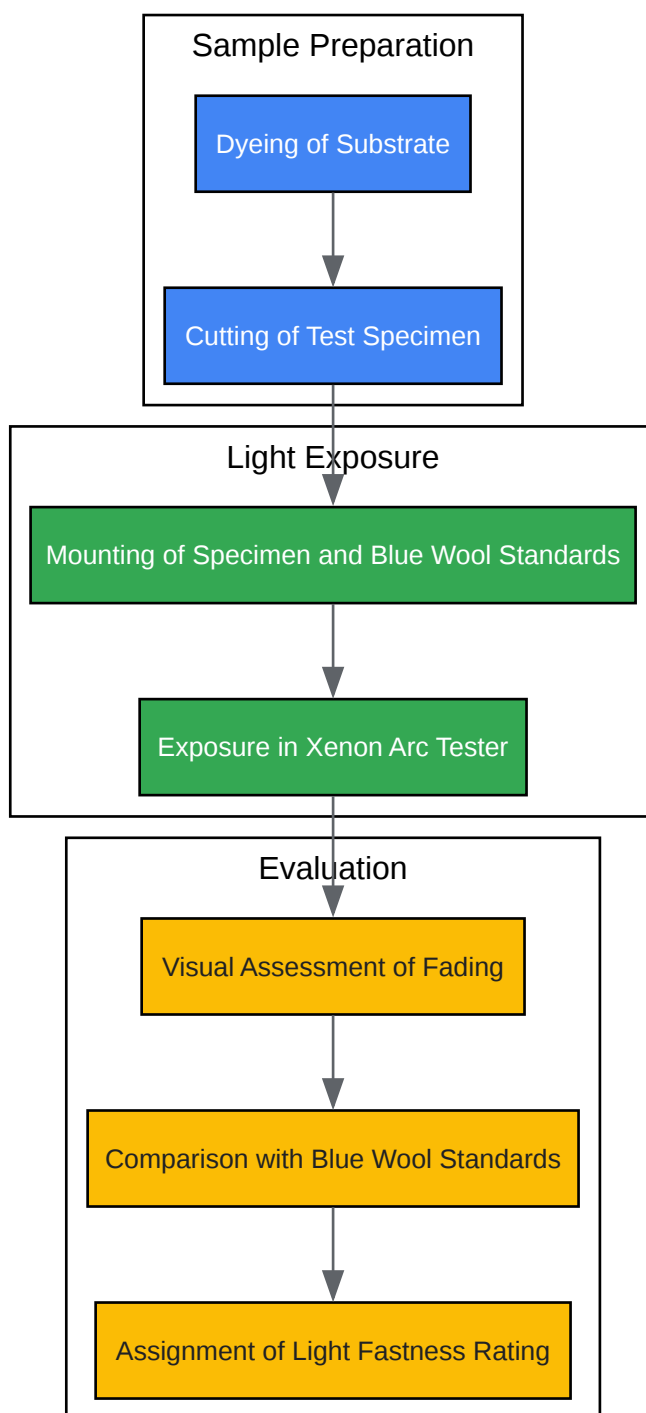 Sample Preparation
Dyeing of Substrate
Cutting of Test Specimen
Light Exposure
Mounting of Specimen and Blue Wool Standards
Exposure in Xenon Arc Tester
Evaluation
Visual Assessment of Fading
Comparison with Blue Wool Standards
Assignment of Light Fastness Rating